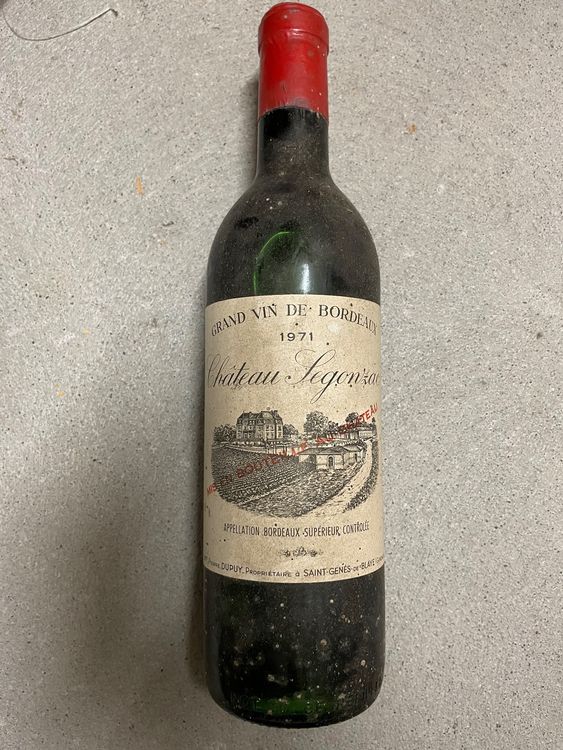 GRAND VIN DE BORDEAUX
1971
Château Segonzac
MIS EN BOUTEILLE AU CHATEAU
APPELLATION BORDEAUX SUPÉRIEUR CONTRÔLÉE
DUPUY, PROPRIÉTAIRE à SAINT-GENÈS-DE-BLAYE